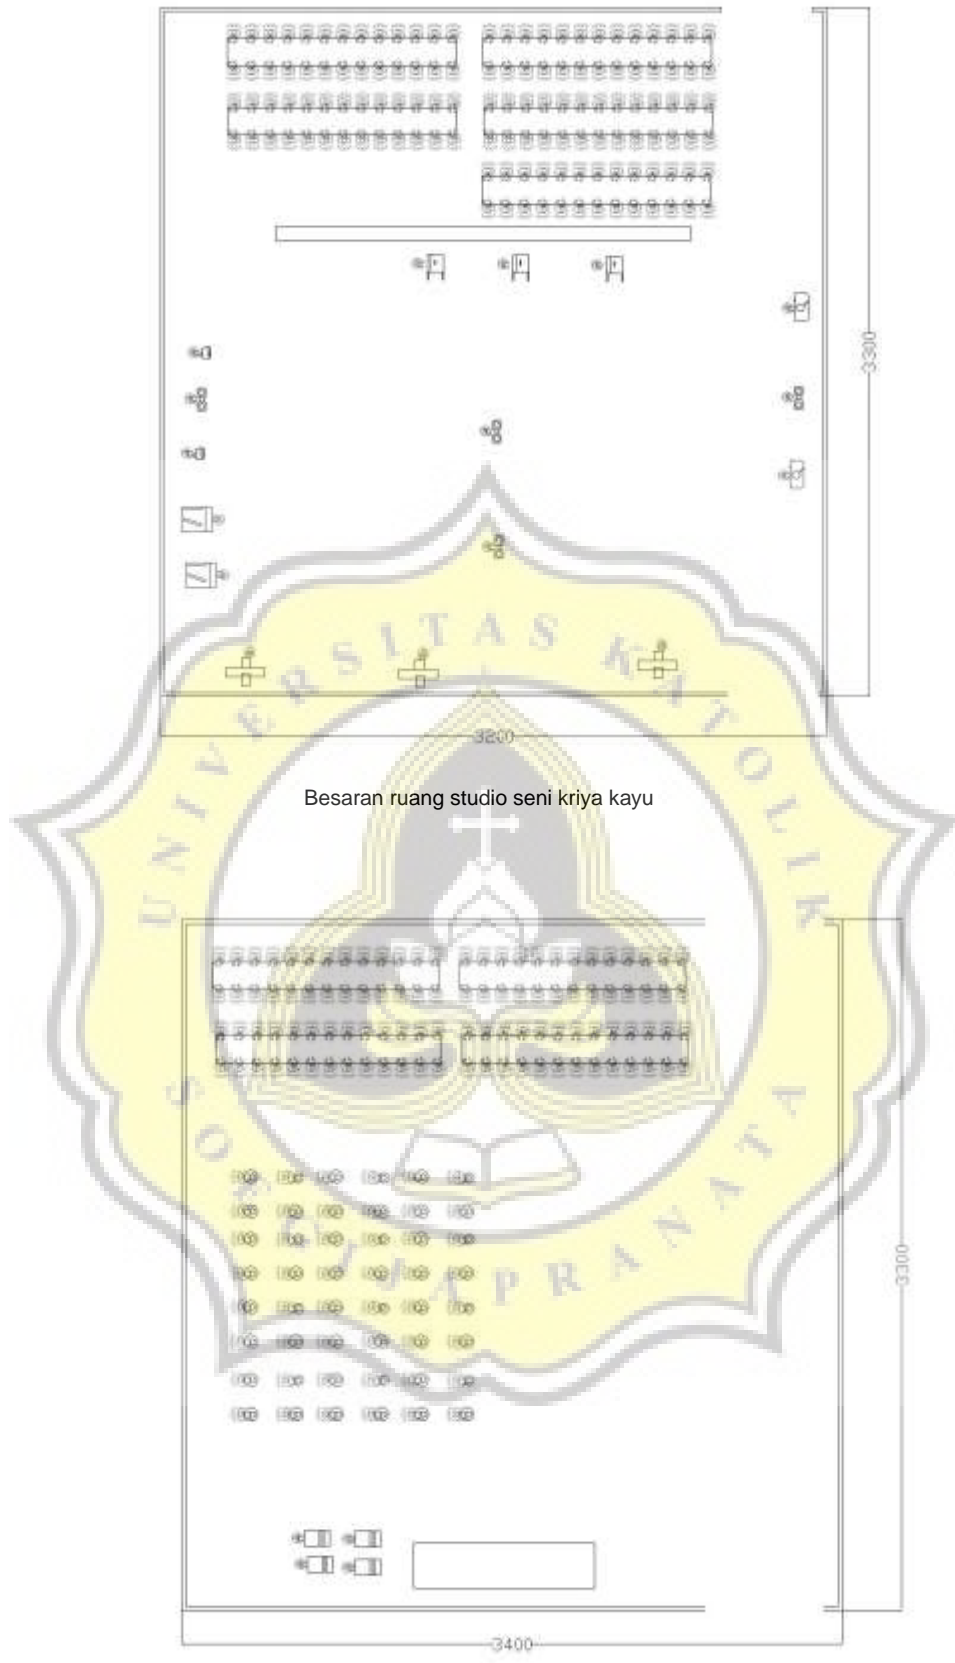 3300
3200
Besaran ruang studio seni kriya kayu
UNIVERSITAS KATOLIK
SOEGIJAPRANATA
3300
3400